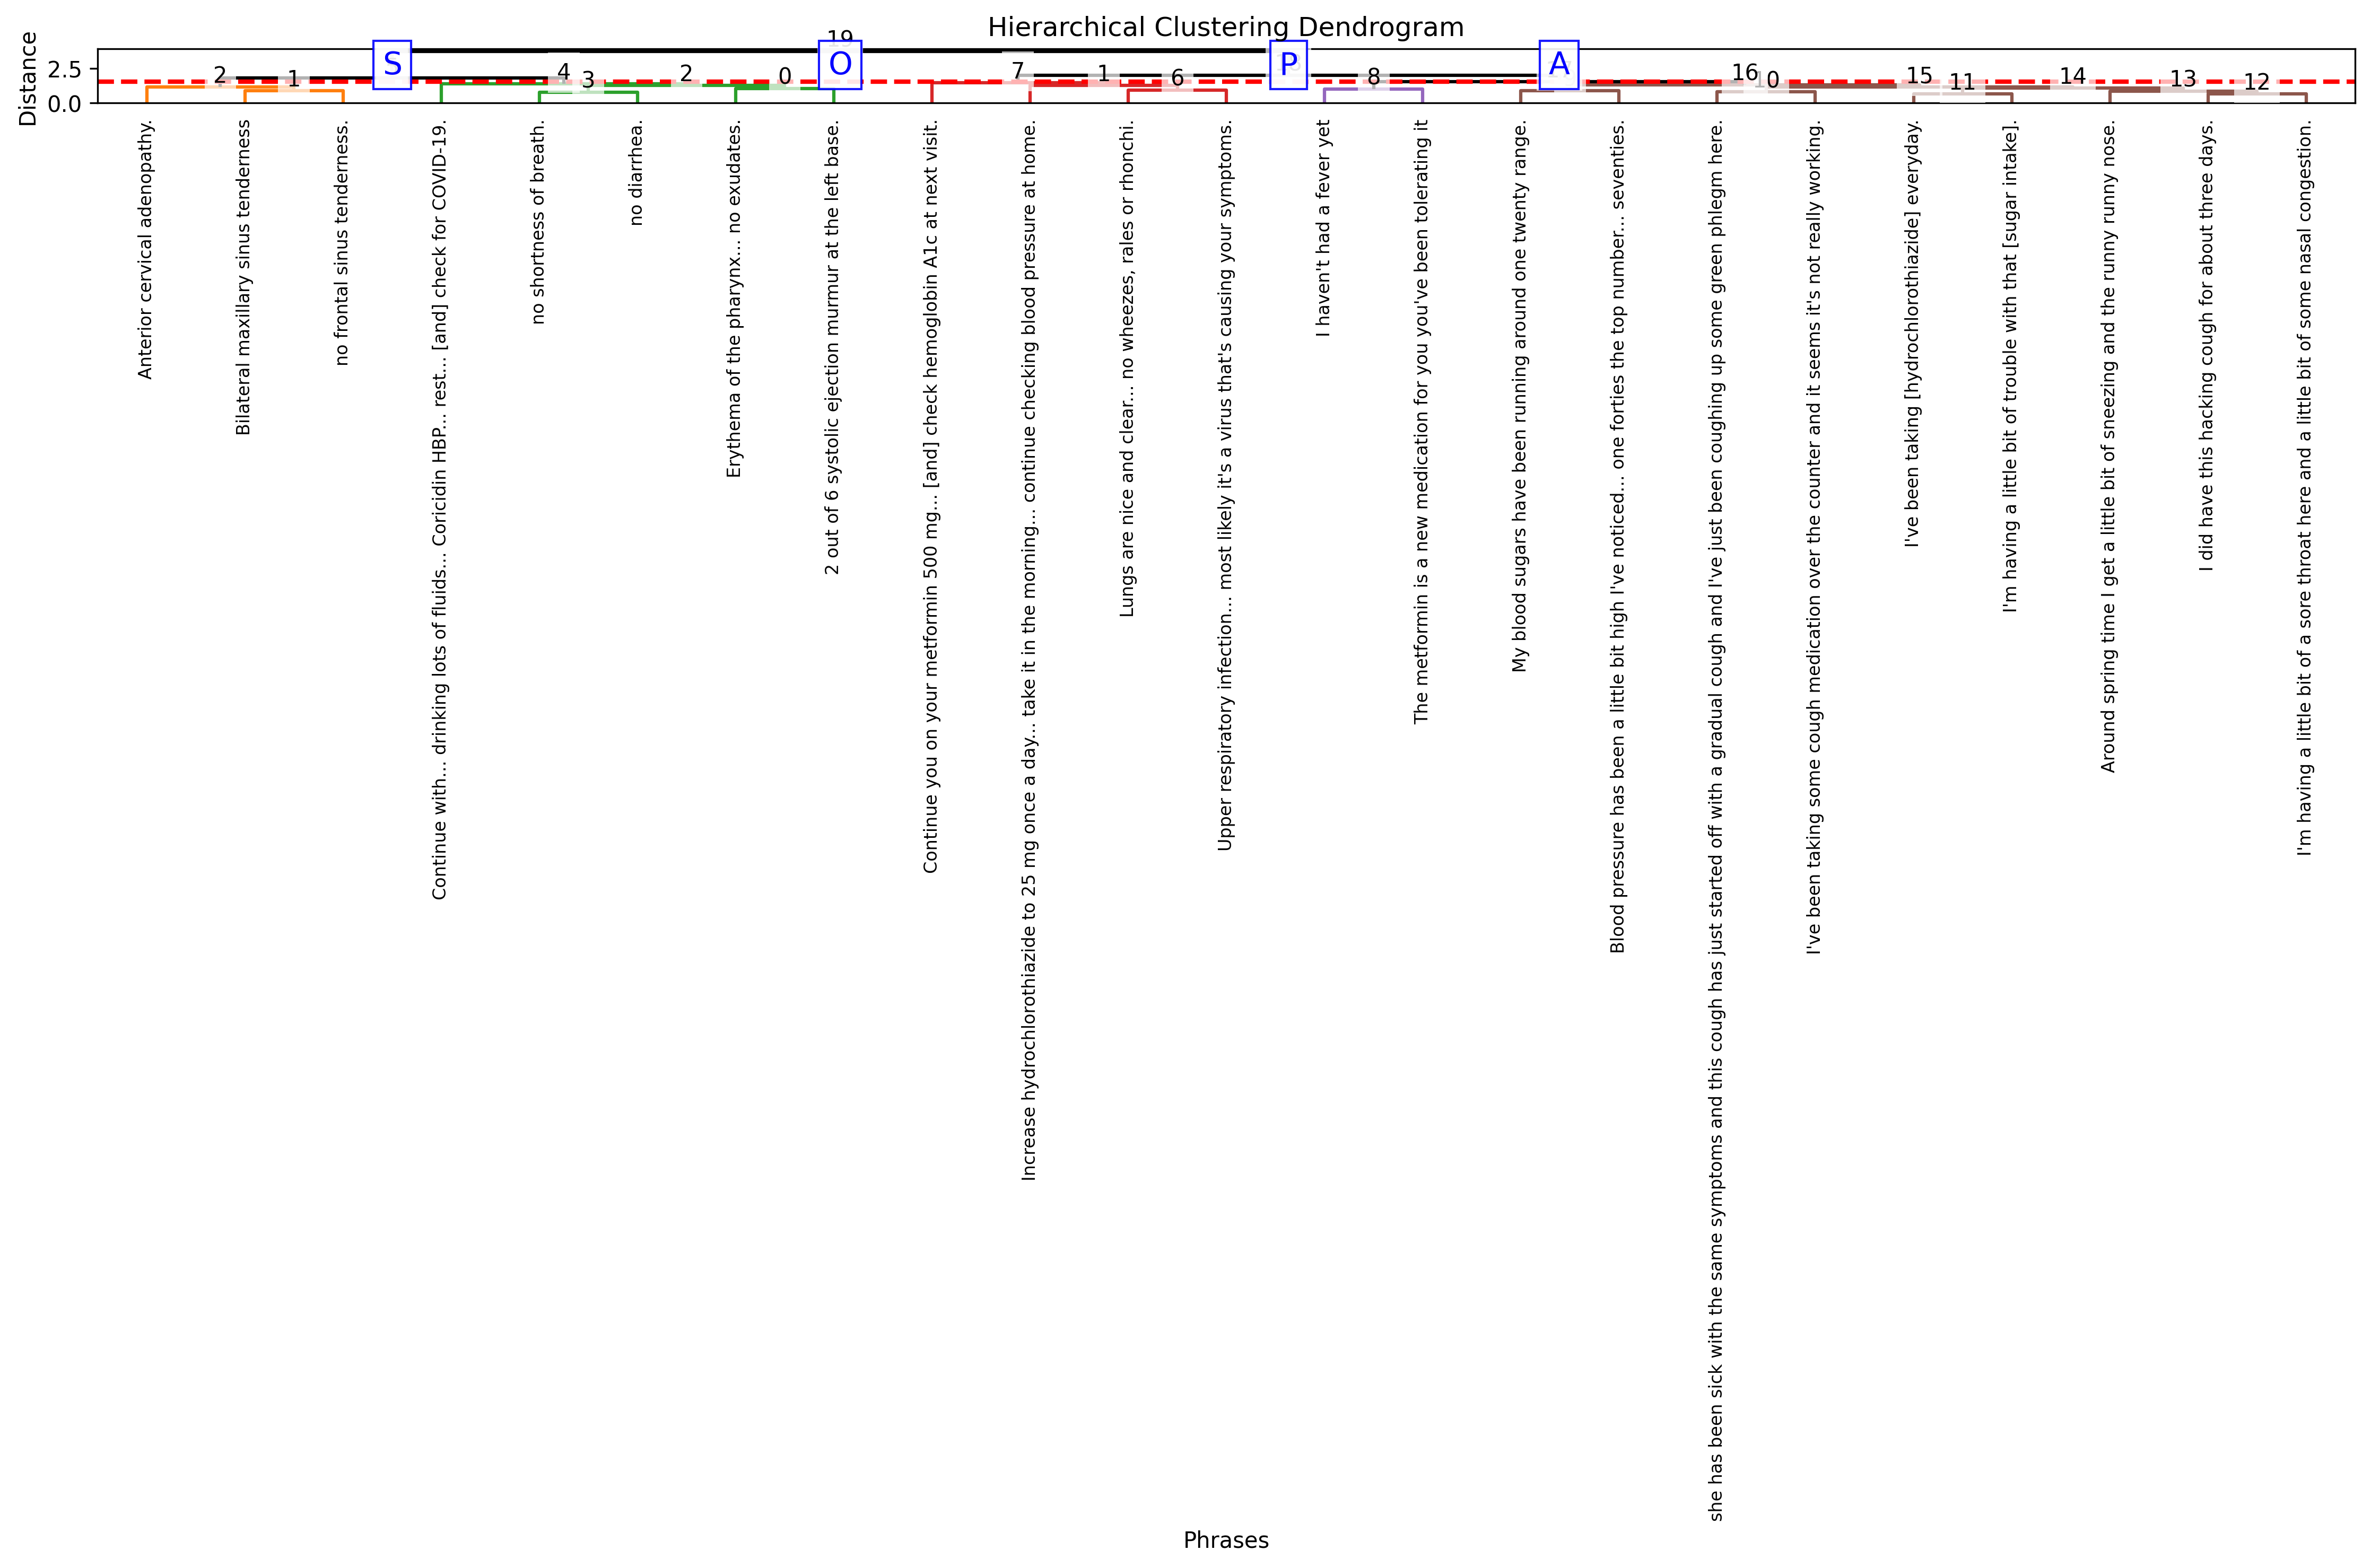 Hierarchical Clustering Dendrogram
Distance
2.5
0.0
19
S
O
P
A
2
1
4
3
2
0
7
1
6
8
16
10
15
11
14
13
12
Anterior cervical adenopathy.
Bilateral maxillary sinus tenderness
no frontal sinus tenderness.
Continue with... drinking lots of fluids... Coricidin HBP... rest... [and] check for COVID-19.
no shortness of breath.
no diarrhea.
Erythema of the pharynx... no exudates.
2 out of 6 systolic ejection murmur at the left base.
Continue you on your metformin 500 mg... [and] check hemoglobin A1c at next visit.
Increase hydrochlorothiazide to 25 mg once a day... take it in the morning... continue checking blood pressure at home.
Lungs are nice and clear... no wheezes, rales or rhonchi.
Upper respiratory infection... most likely it's a virus that's causing your symptoms.
I haven't had a fever yet
The metformin is a new medication for you you've been tolerating it
My blood sugars have been running around one twenty range.
Blood pressure has been a little bit high I've noticed... one forties the top number... seventies.
she has been sick with the same symptoms and this cough has just started off with a gradual cough and I've just been coughing up some green phlegm here.
I've been taking some cough medication over the counter and it seems it's not really working.
I've been taking [hydrochlorothiazide] everyday.
I'm having a little bit of trouble with that [sugar intake].
Around spring time I get a little bit of sneezing and the runny runny nose.
I did have this hacking cough for about three days.
I'm having a little bit of a sore throat here and a little bit of some nasal congestion.
Phrases